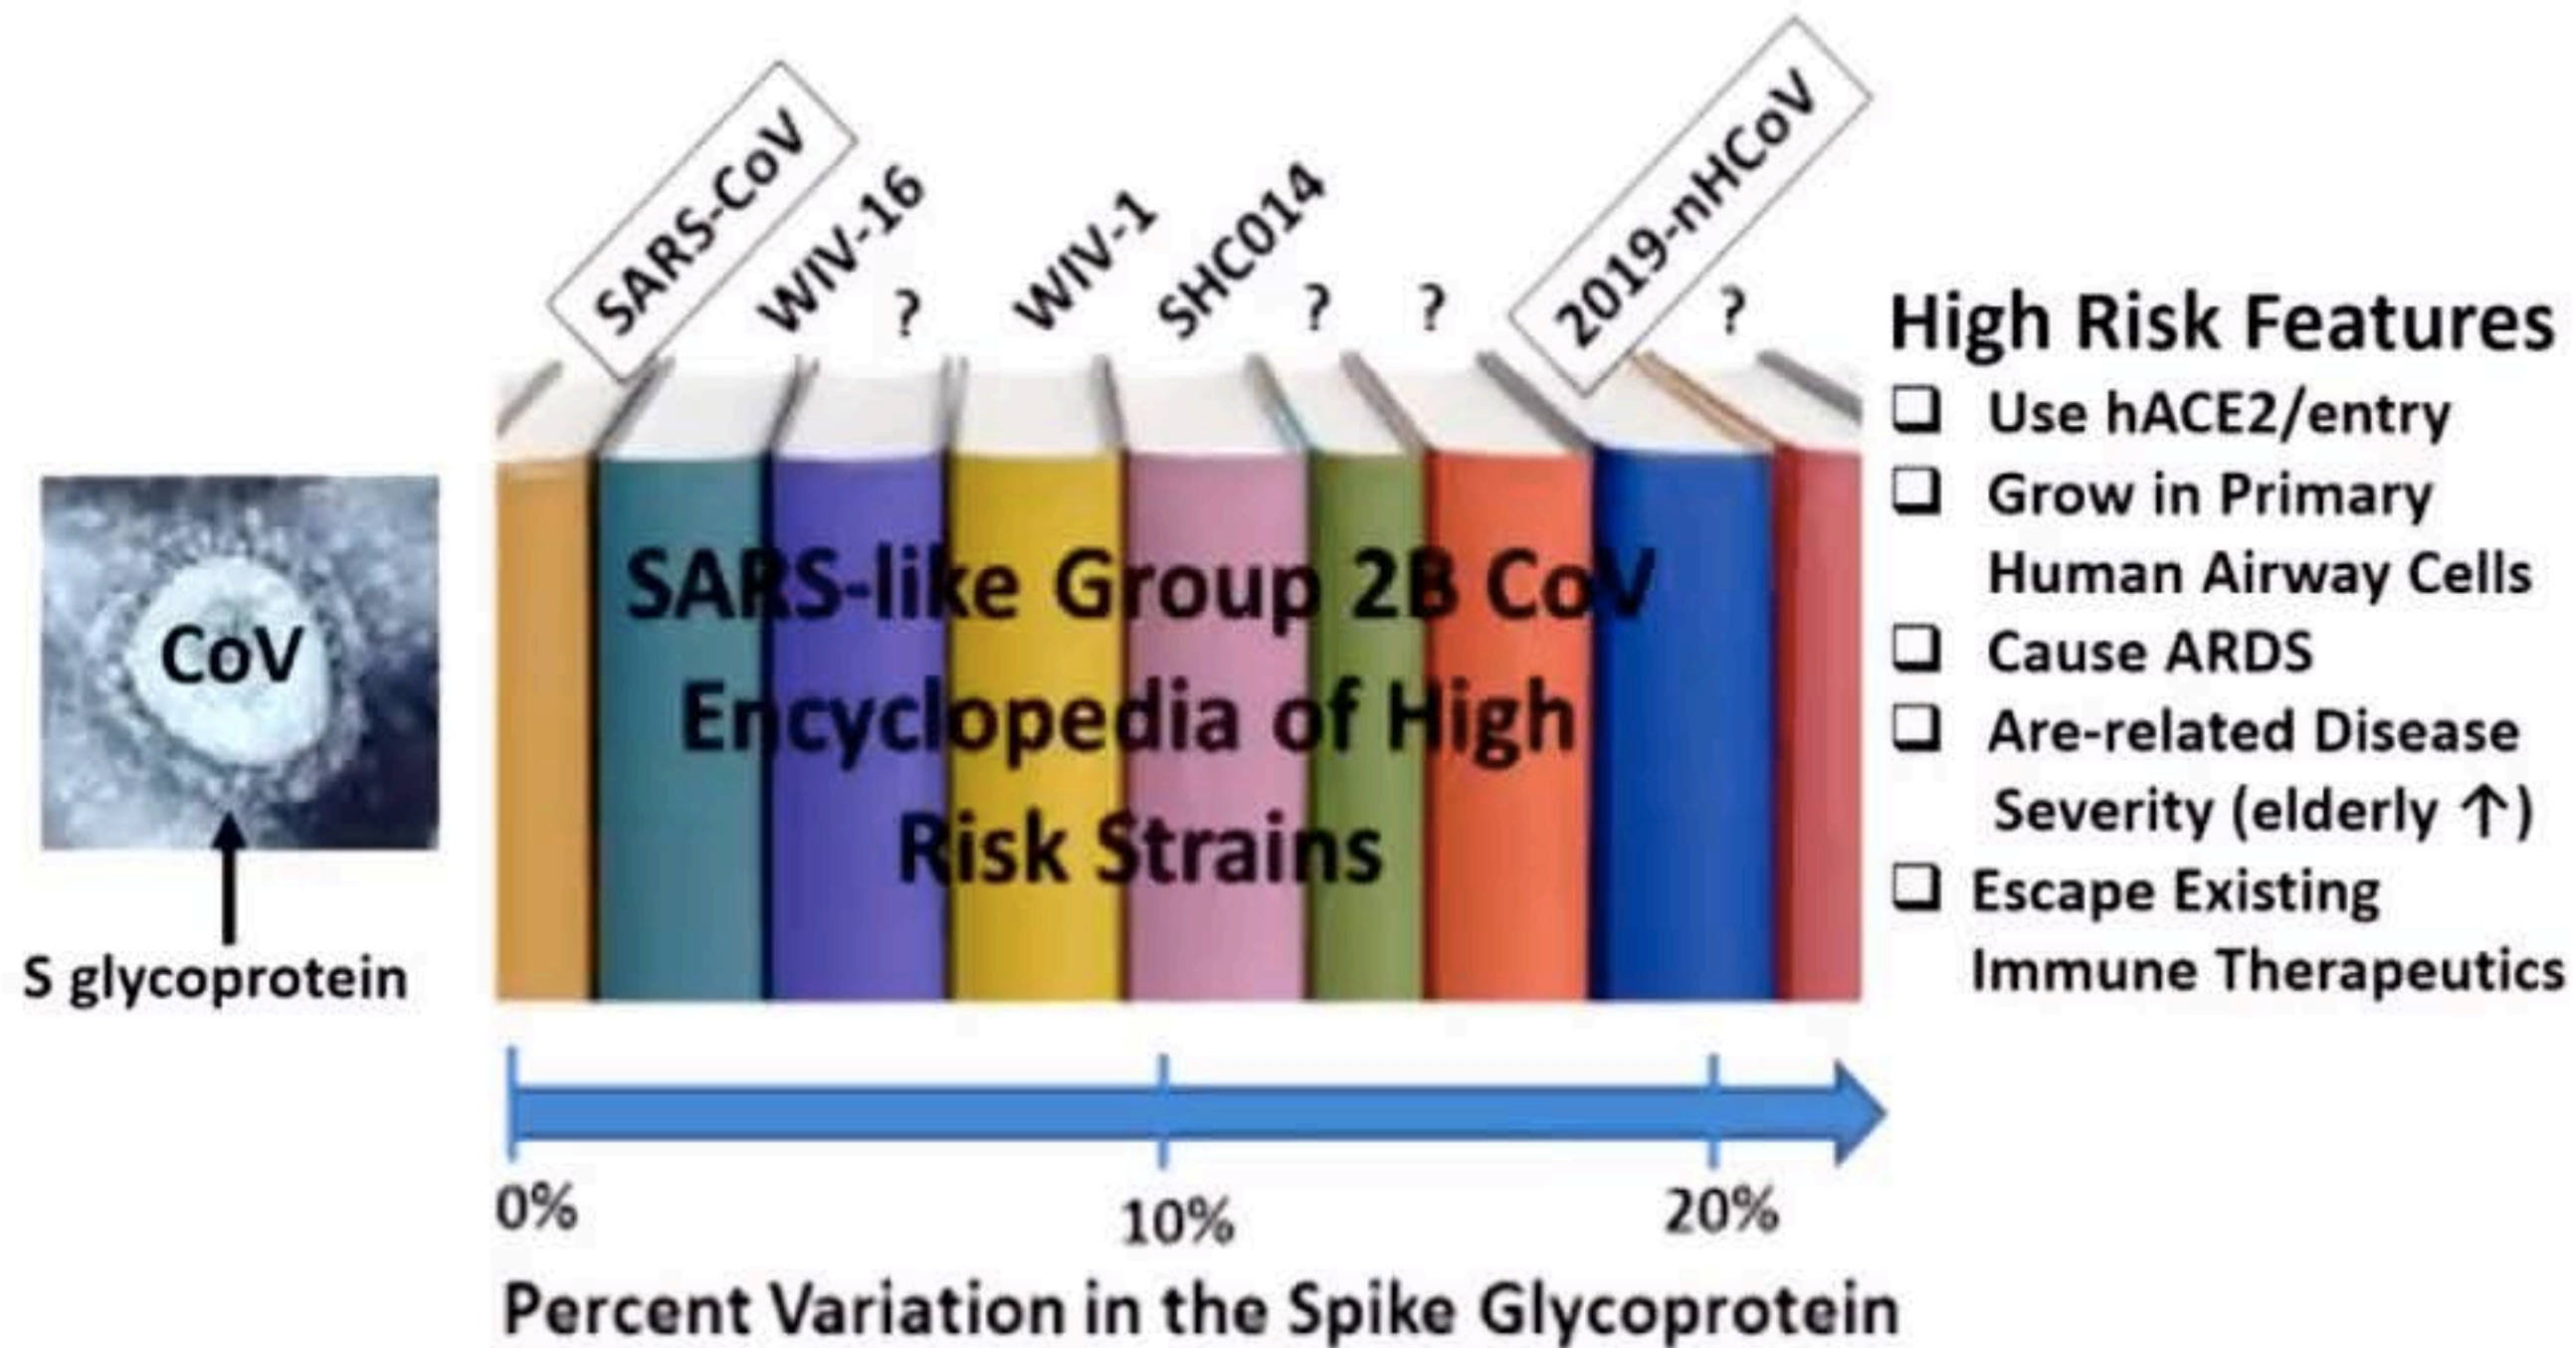 SARS-CoV
WIV-16
?
WIV-1
SHC014
?
?
2019-nHCoV
?
CoV
S glycoprotein
SARS-like Group 2B CoV
Encyclopedia of High
Risk Strains
High Risk Features
❑ Use hACE2/entry
❑ Grow in Primary
Human Airway Cells
❑ Cause ARDS
❑ Are-related Disease
Severity (elderly ↑)
❑ Escape Existing
Immune Therapeutics
0%
10%
20%
Percent Variation in the Spike Glycoprotein